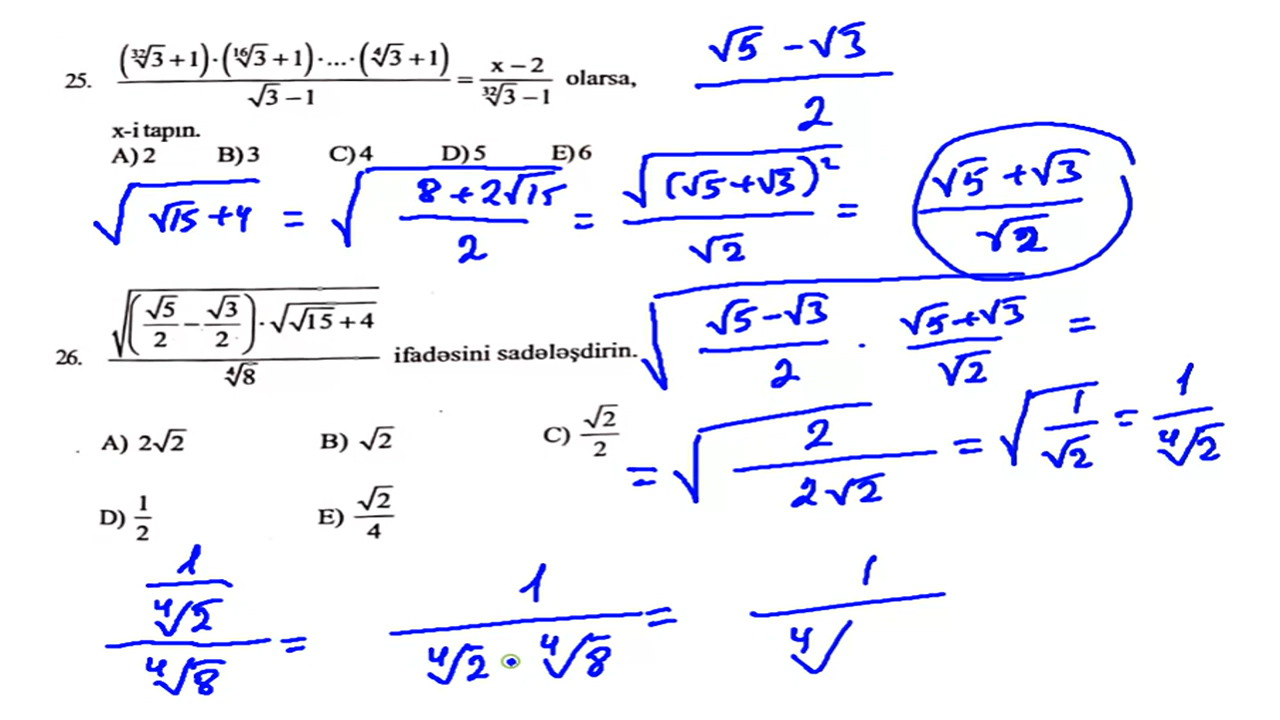 25. (³²√3+1)·(¹⁶√3+1)·...·(⁴√3+1) / (√3−1) = (x−2) / (³²√3−1) olarsa,
x-i tapın.
A) 2 B) 3 C) 4 D) 5 E) 6
(√5 − √3) / 2
√(√15+4) = √((8+2√15)/2) = √((√5+√3)²) / √2 = (√5+√3) / √2
26. √((√5/2 − √3/2)·√(√15+4)) / ⁴√8 ifadəsini sadələşdirin.
√((√5−√3)/2 · (√5+√3)/√2) =
= √(2/(2√2)) = √(1/√2) = 1/⁴√2
A) 2√2 B) √2 C) √2/2
D) 1/2 E) √2/4
(1/⁴√2) / ⁴√8 = 1 / (⁴√2 · ⁴√8) = 1 / ⁴√